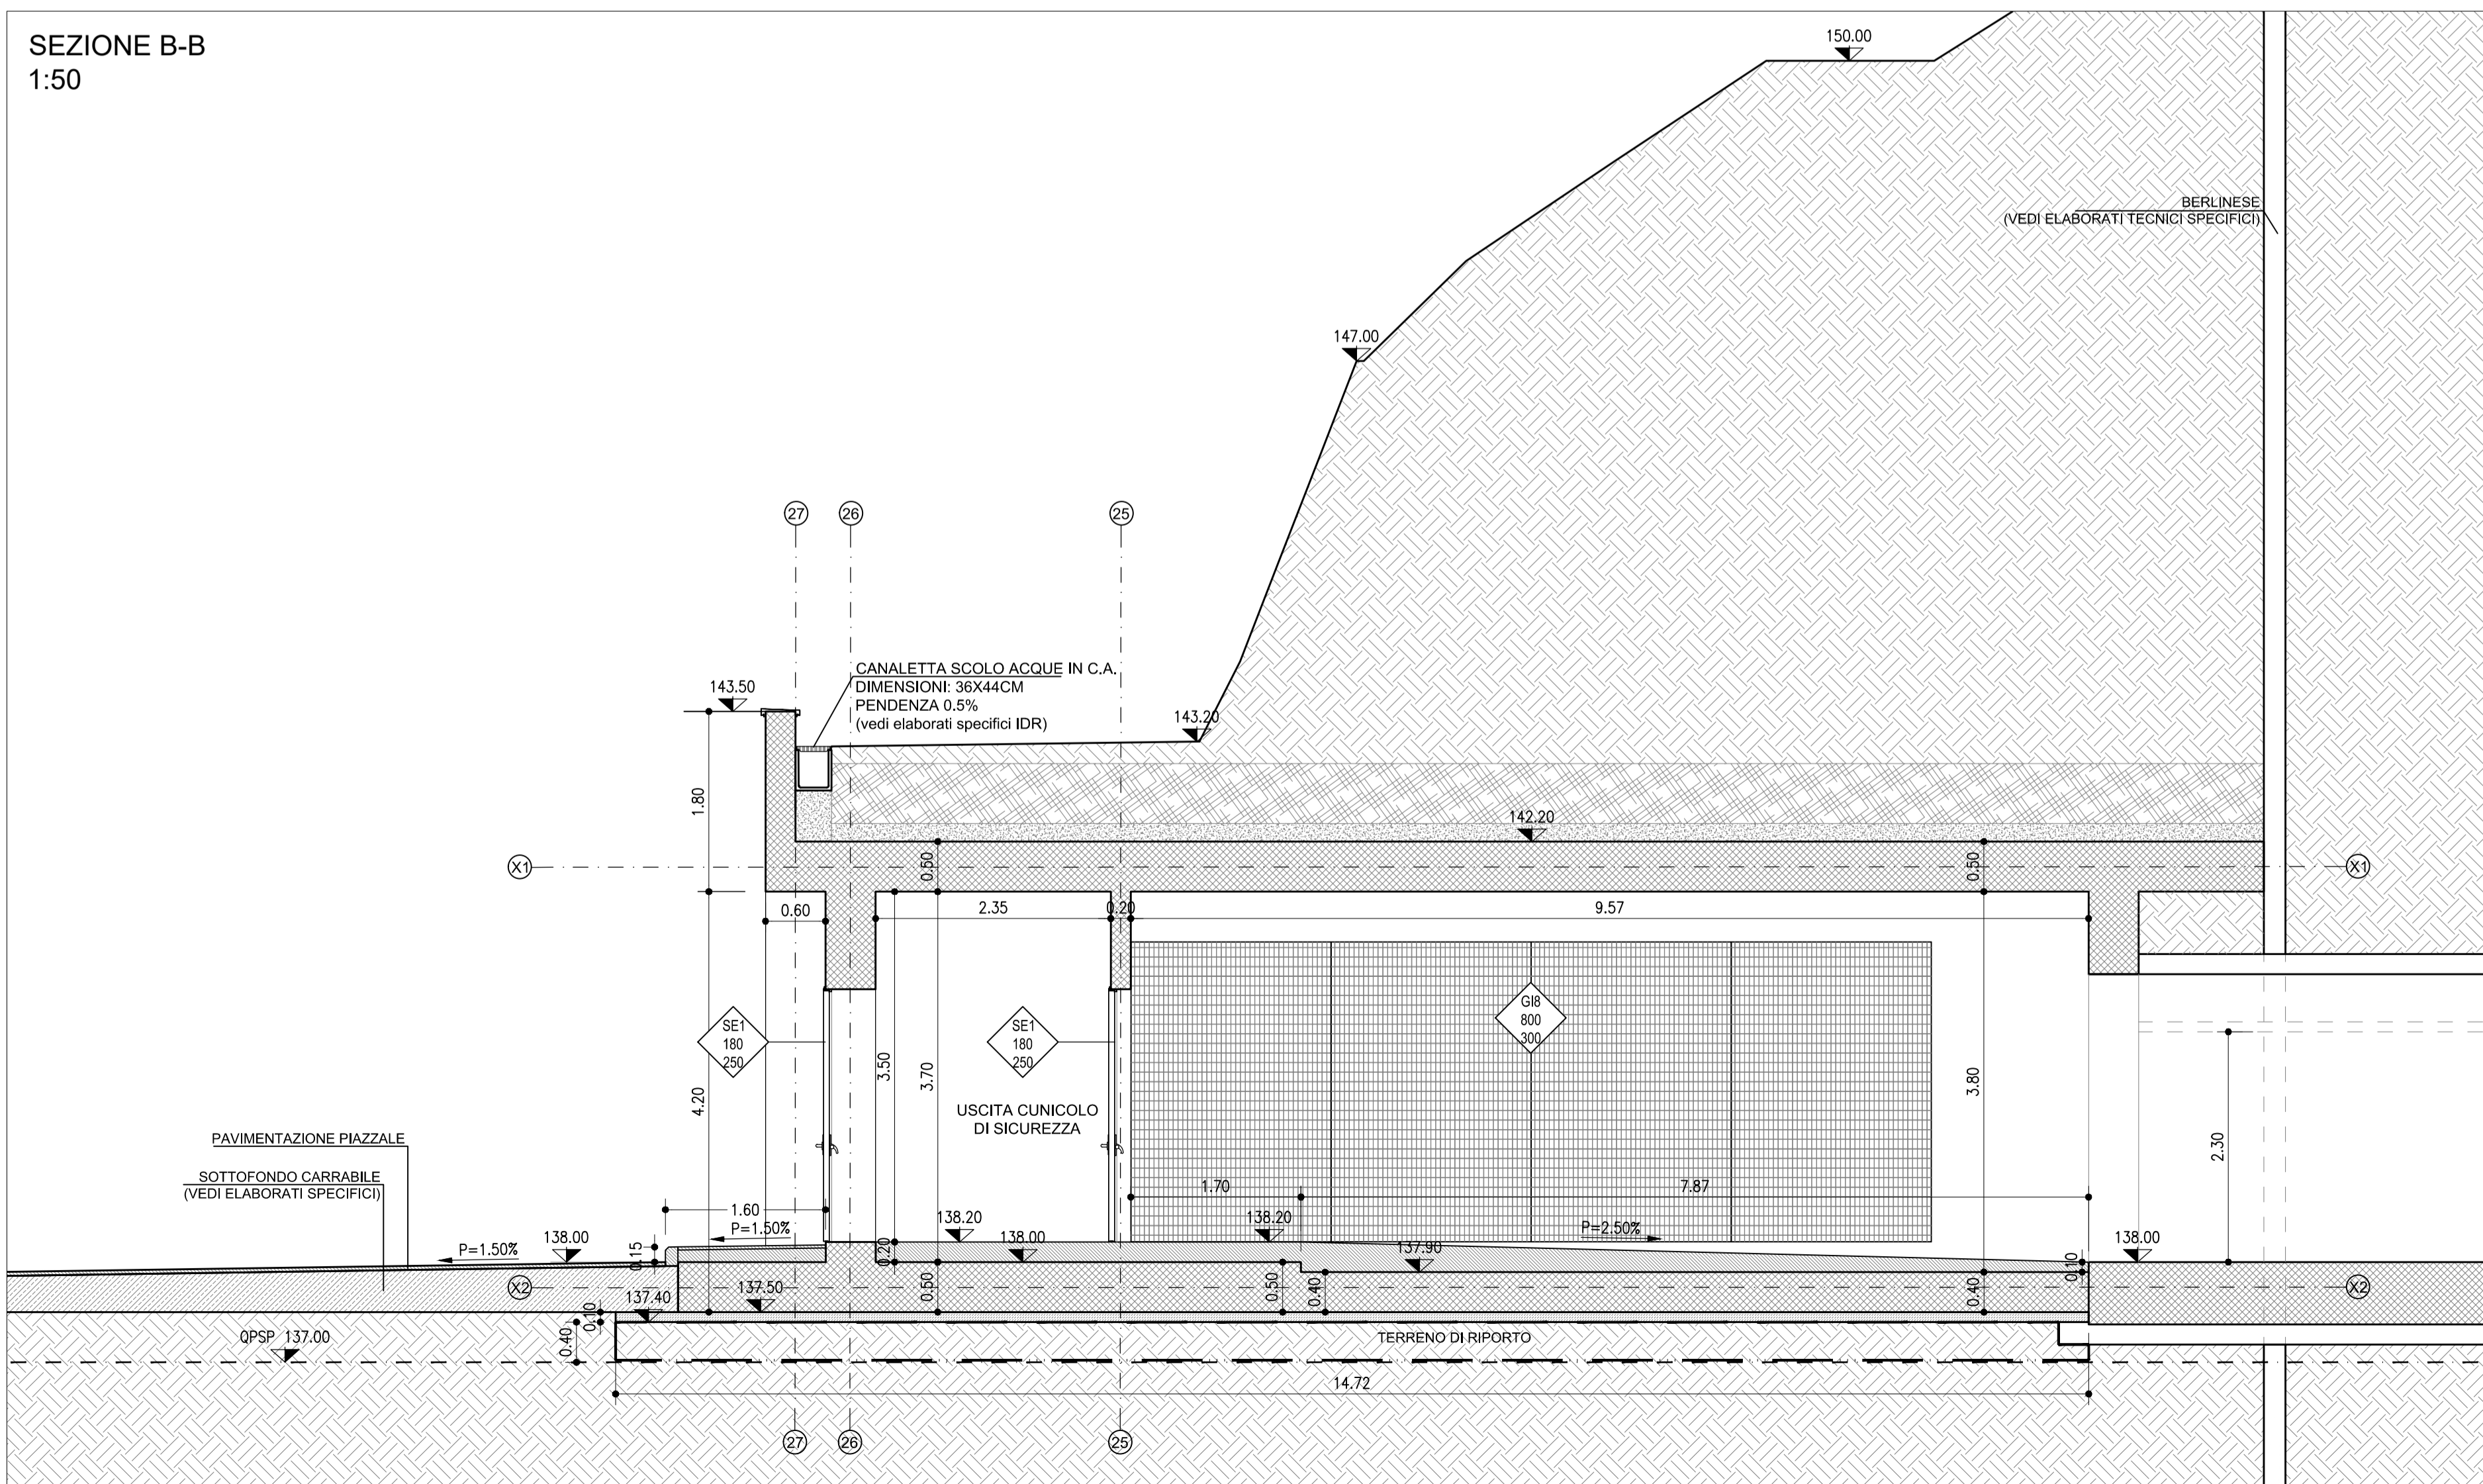 SEZIONE B-B
1:50
150.00
BERLINESE
(VEDI ELABORATI TECNICI SPECIFICI)
147.00
27
26
25
CANALETTA SCOLO ACQUE IN C.A.
DIMENSIONI: 36X44CM
PENDENZA 0.5%
(vedi elaborati specifici IDR)
143.50
143.20
1.80
142.20
X1
0.50
0.50
X1
0.60
2.35
0.20
9.57
SE1
180
250
SE1
180
250
GI8
800
300
4.20
3.50
3.70
3.80
2.30
USCITA CUNICOLO
DI SICUREZZA
PAVIMENTAZIONE PIAZZALE
SOTTOFONDO CARRABILE
(VEDI ELABORATI SPECIFICI)
1.60
1.70
7.87
P=1.50%
138.20
138.20
P=2.50%
P=1.50%
138.00
0.15
0.20
138.00
137.90
138.00
0.10
X2
137.50
0.50
0.50
0.40
0.40
X2
137.40
0.10
QPSP 137.00
0.40
TERRENO DI RIPORTO
14.72
27
26
25